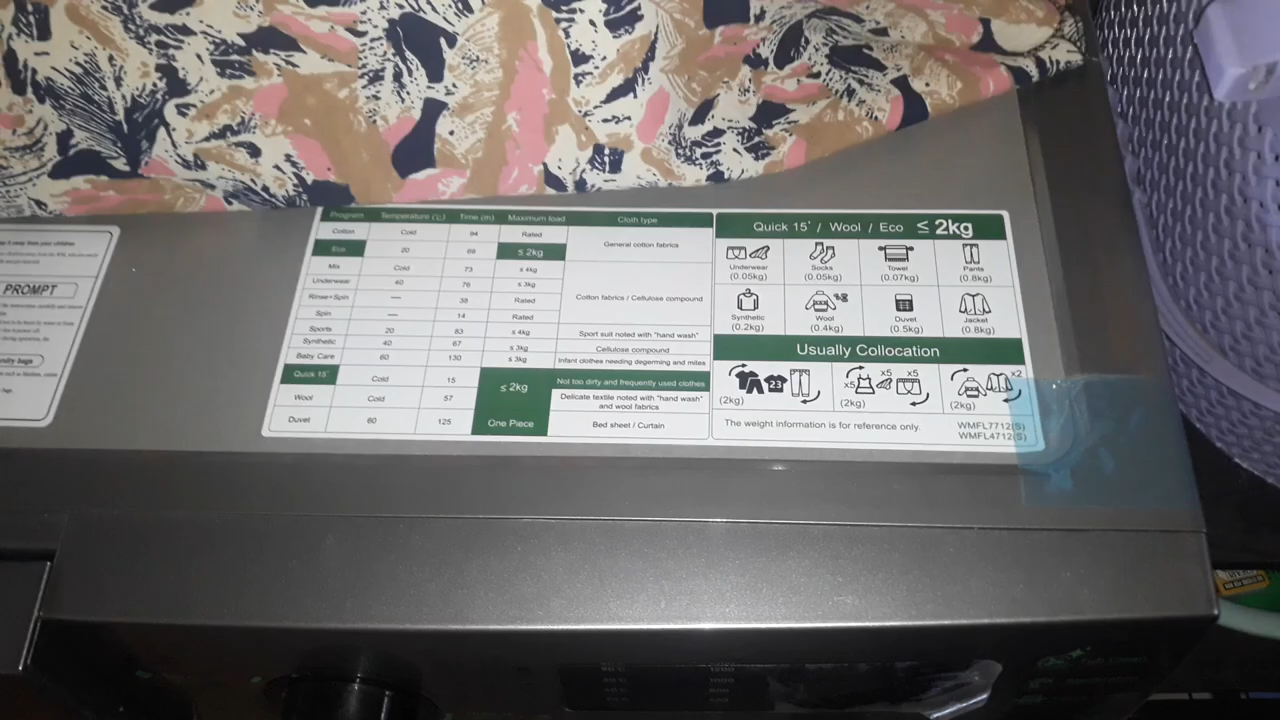 Program Temperature (°C) Time (m) Maximum load Cloth type
Cotton Cold 94 Rated General cotton fabrics
Eco 20 69 ≤ 2kg
Mix Cold 73 ≤ 4kg Cotton fabrics / Cellulose compound
Underwear 40 76 ≤ 3kg
Rinse+Spin — 38 Rated
Spin — 14 Rated
Sports 20 83 ≤ 4kg Sport suit noted with "hand wash"
Synthetic 40 67 ≤ 3kg Cellulose compound
Baby Care 60 130 ≤ 3kg Infant clothes needing degerming and mites
Quick 15' Cold 15 ≤ 2kg Not too dirty and frequently used clothes
Wool Cold 57 Delicate textile noted with "hand wash"
and wool fabrics
Duvet 60 125 One Piece Bed sheet / Curtain
Quick 15' / Wool / Eco ≤ 2kg
Underwear Socks Towel Pants
(0.05kg) (0.05kg) (0.07kg) (0.8kg)
Synthetic Wool Duvet Jacket
(0.2kg) (0.4kg) (0.5kg) (0.8kg)
Usually Collocation
23 x5 x5 x5 x2
(2kg) (2kg) (2kg)
The weight information is for reference only. WMFL7712(S)
WMFL4712(S)
PROMPT